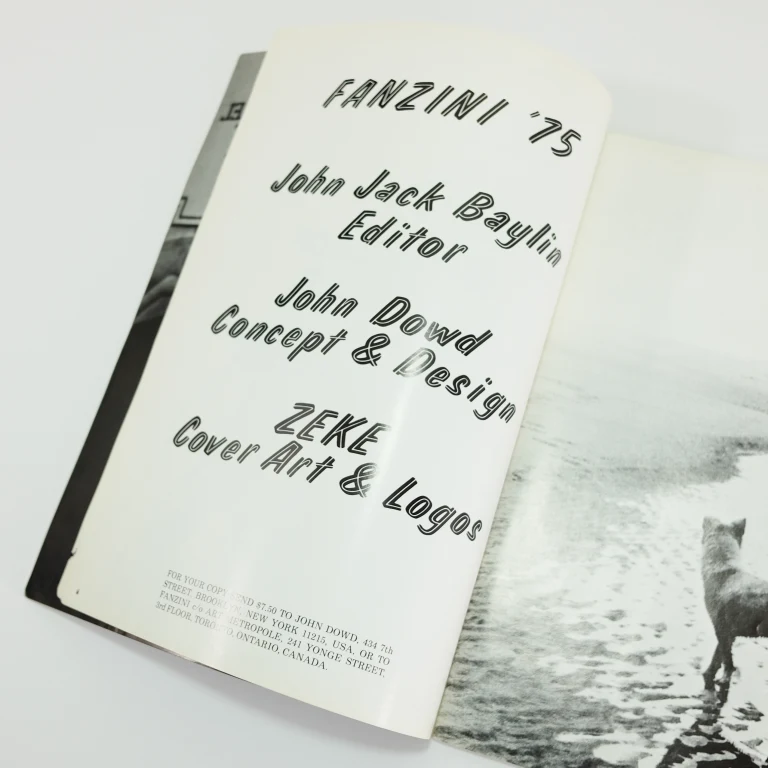 FANZINI '75
John Jack Baylin
Editor
John Dowd
Concept & Design
ZEKE
Cover Art & Logos
FOR YOUR COPY SEND $7.50 TO JOHN DOWD, 434 7th
STREET, BROOKLYN, NEW YORK 11215, USA, OR TO
FANZINI c/o ART METROPOLE, 241 YONGE STREET,
3rd FLOOR, TORONTO, ONTARIO, CANADA.